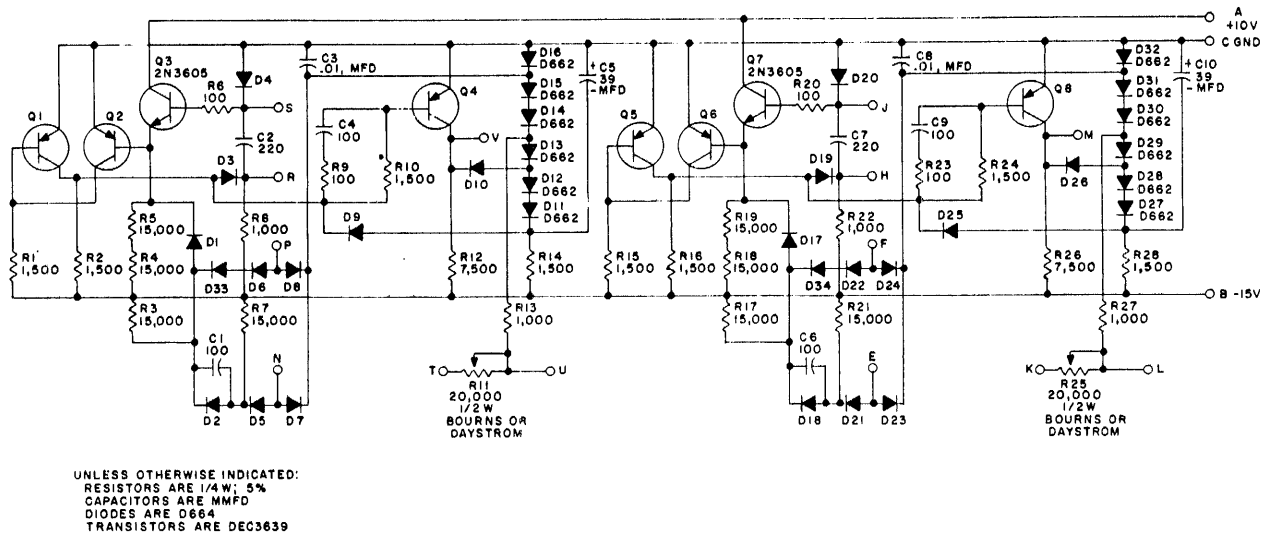 A
+10V
C GND
Q3
2N3605
D4
R6
100
S
C3
.01, MFD
Q4
D16
D662
D15
D662
D14
D662
D13
D662
D12
D662
D11
D662
+ C5
39
- MFD
Q1
Q2
C2
220
D3
R
C4
100
R9
100
R10
1,500
V
D10
D9
R5
15,000
R4
15,000
R3
15,000
D1
R8
1,000
P
D33
D6
D8
R1
1,500
R2
1,500
R7
15,000
R12
7,500
R14
1,500
R13
1,000
C1
100
N
D2
D5
D7
T
R11
20,000
1/2W
BOURNS OR
DAYSTROM
U
Q7
2N3605
D20
R20
100
J
C8
.01, MFD
Q8
D32
D662
D31
D662
D30
D662
D29
D662
D28
D662
D27
D662
+ C10
39
- MFD
Q5
Q6
C7
220
D19
H
C9
100
R23
100
R24
1,500
M
D26
D25
R19
15,000
R18
15,000
R17
15,000
D17
R22
1,000
F
D34
D22
D24
R15
1,500
R16
1,500
R21
15,000
R26
7,500
R28
1,500
B -15V
R27
1,000
C6
100
E
D18
D21
D23
K
R25
20,000
1/2W
BOURNS OR
DAYSTROM
L
UNLESS OTHERWISE INDICATED:
RESISTORS ARE 1/4W; 5%
CAPACITORS ARE MMFD
DIODES ARE D664
TRANSISTORS ARE DEC3639